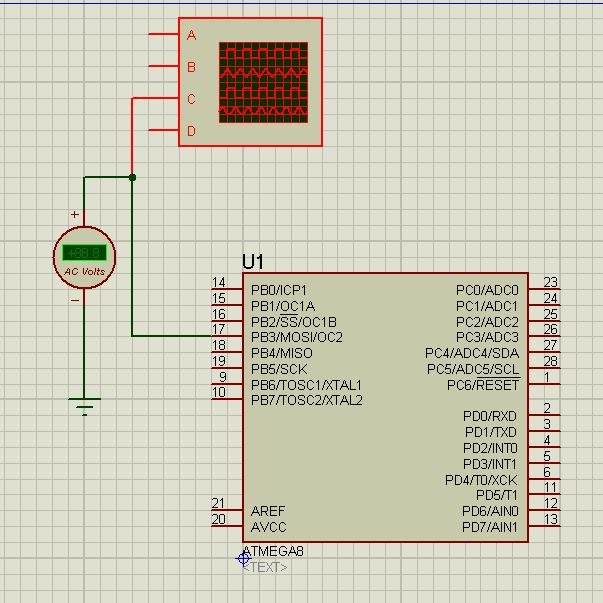 A
B
C
D
+
+88.8
AC Volts
−
U1
14 PB0/ICP1 PC0/ADC0 23
15 PB1/OC1A PC1/ADC1 24
16 PB2/SS/OC1B PC2/ADC2 25
17 PB3/MOSI/OC2 PC3/ADC3 26
18 PB4/MISO PC4/ADC4/SDA 27
19 PB5/SCK PC5/ADC5/SCL 28
9 PB6/TOSC1/XTAL1 PC6/RESET 1
10 PB7/TOSC2/XTAL2
PD0/RXD 2
PD1/TXD 3
PD2/INT0 4
PD3/INT1 5
PD4/T0/XCK 6
PD5/T1 11
21 AREF PD6/AIN0 12
20 AVCC PD7/AIN1 13
ATMEGA8
<TEXT>